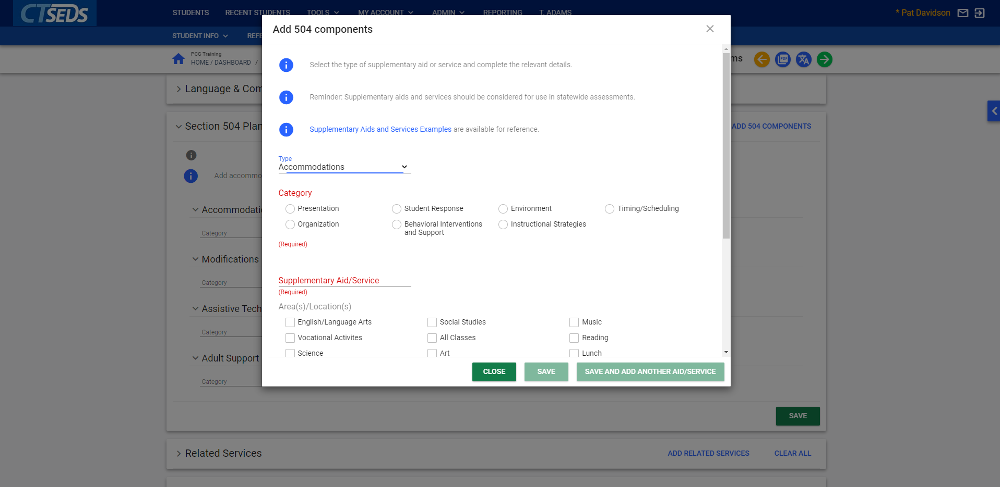 CTSEDS
STUDENTS RECENT STUDENTS TOOLS MY ACCOUNT ADMIN REPORTING T. ADAMS
* Pat Davidson
STUDENT INFO REFE
PCG Training
HOME / DASHBOARD /
ms
PDF
Language & Com
Section 504 Plan
ADD 504 COMPONENTS
Add accommo
Accommodatio
Category
Modifications
Category
Assistive Tech
Category
Adult Support
Category
SAVE
Related Services
ADD RELATED SERVICES CLEAR ALL
Add 504 components
Select the type of supplementary aid or service and complete the relevant details.
Reminder: Supplementary aids and services should be considered for use in statewide assessments.
Supplementary Aids and Services Examples are available for reference.
Type
Accommodations
Category
Presentation Student Response Environment Timing/Scheduling
Organization Behavioral Interventions Instructional Strategies
and Support
(Required)
Supplementary Aid/Service
(Required)
Area(s)/Location(s)
English/Language Arts Social Studies Music
Vocational Activites All Classes Reading
Science Art Lunch
CLOSE SAVE SAVE AND ADD ANOTHER AID/SERVICE